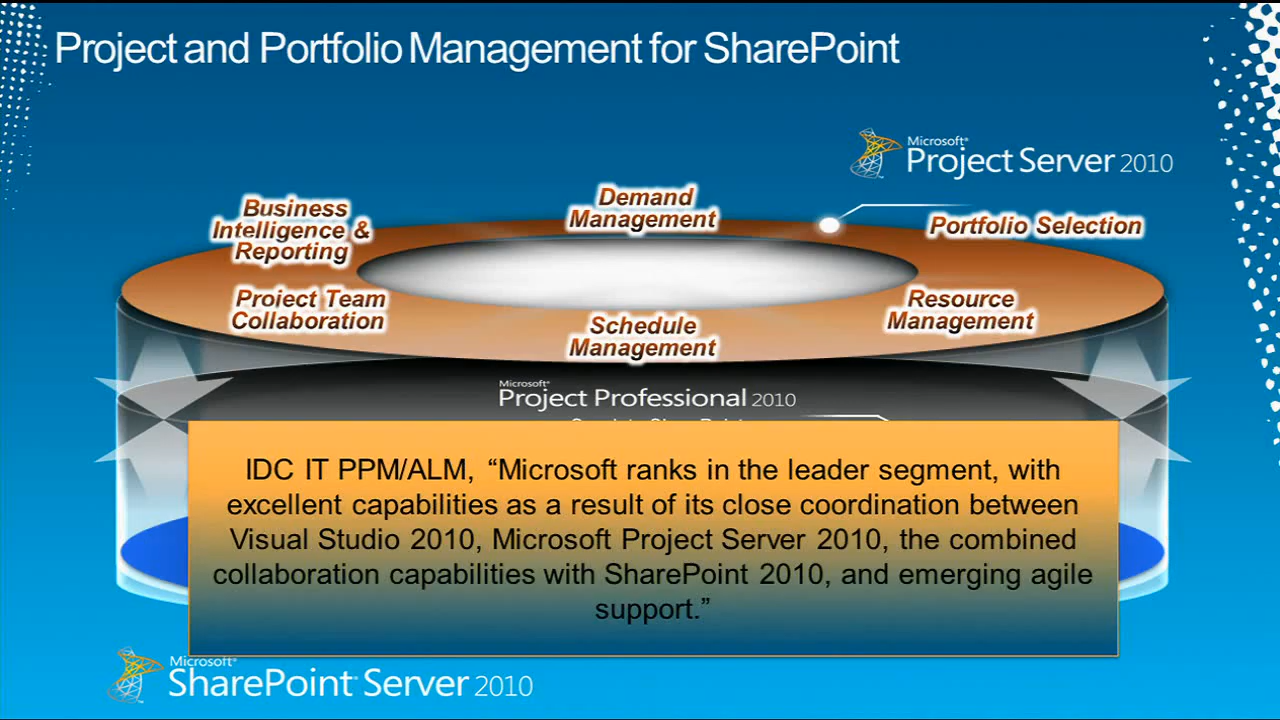 Project and Portfolio Management for SharePoint
Microsoft®
Project Server 2010
Business
Intelligence &
Reporting
Demand
Management
Portfolio Selection
Project Team
Collaboration
Schedule
Management
Resource
Management
Microsoft®
Project Professional 2010
IDC IT PPM/ALM, “Microsoft ranks in the leader segment, with
excellent capabilities as a result of its close coordination between
Visual Studio 2010, Microsoft Project Server 2010, the combined
collaboration capabilities with SharePoint 2010, and emerging agile
support.”
Microsoft®
SharePoint® Server 2010